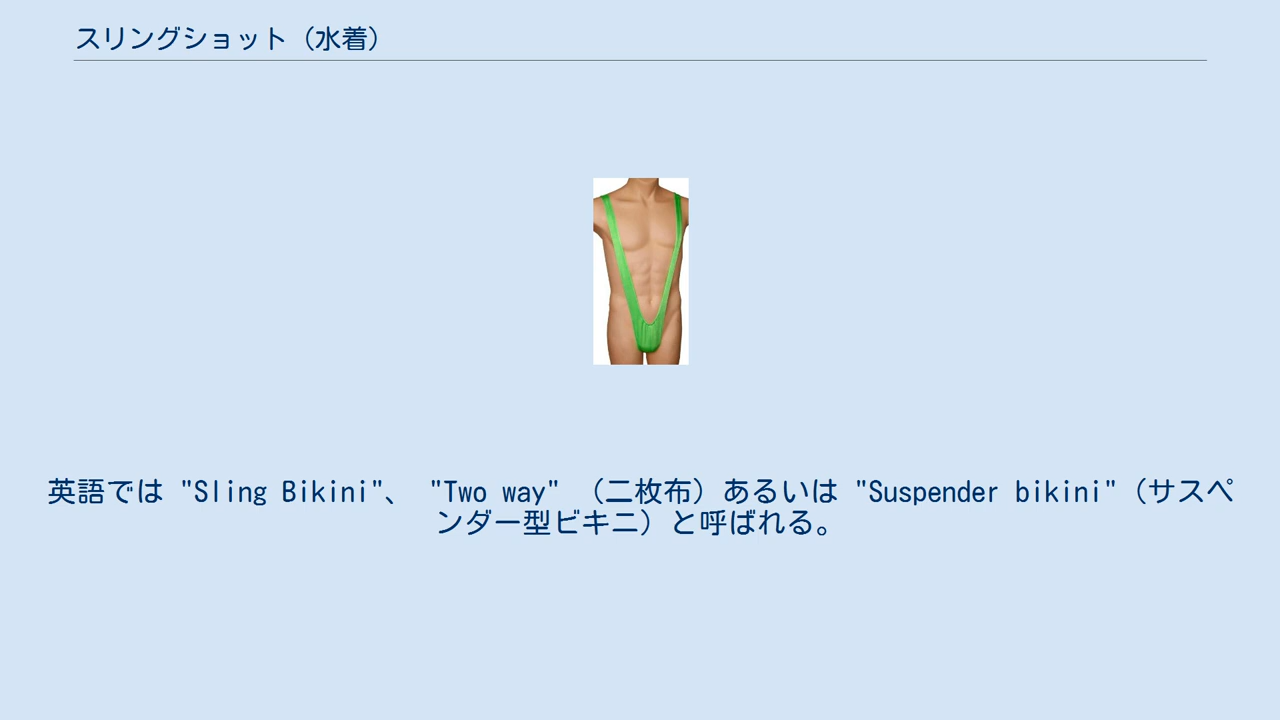 スリングショット（水着）
英語では "Sling Bikini"、 "Two way" （二枚布）あるいは "Suspender bikini"（サスペ
ンダー型ビキニ）と呼ばれる。